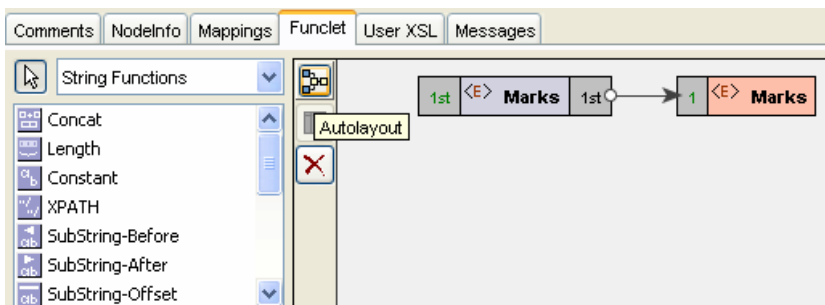 Comments NodeInfo Mappings Funclet User XSL Messages
String Functions
Concat
Length
Constant
XPATH
SubString-Before
SubString-After
SubString-Offset
Autolayout
1st <E> Marks 1st
1 <E> Marks